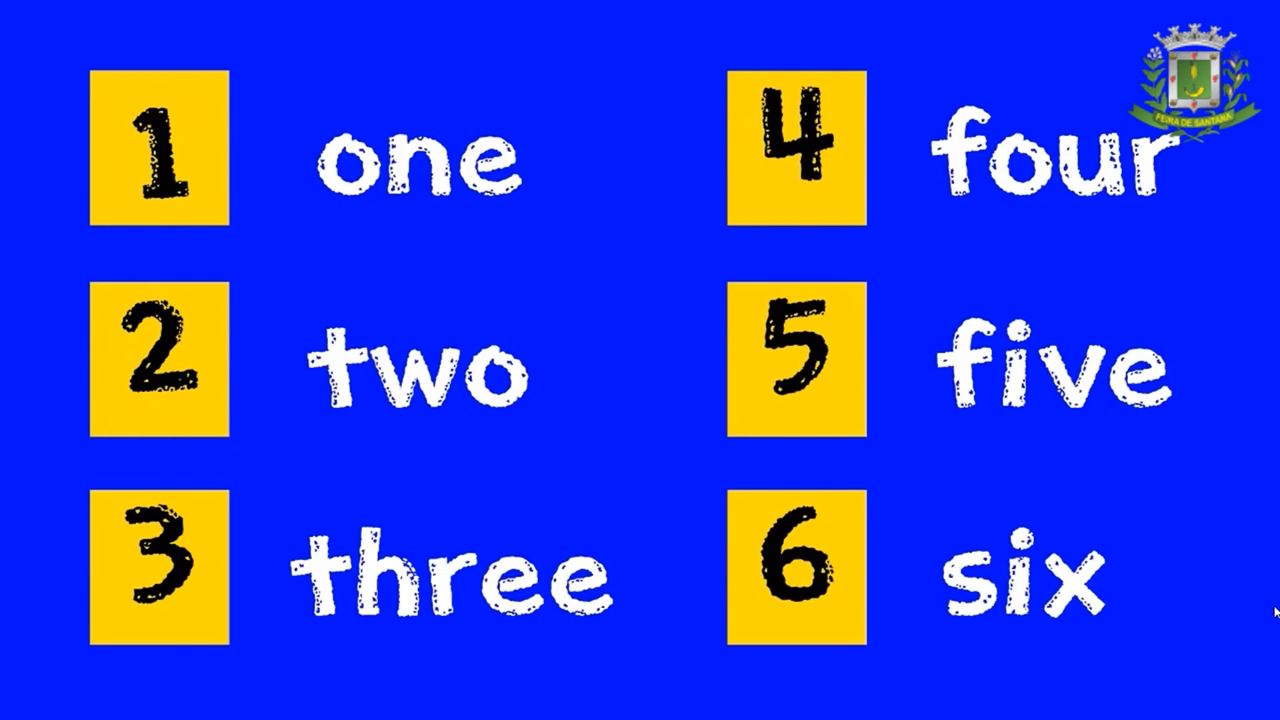 1 one
2 two
3 three
4 four
5 five
6 six
FEIRA DE SANTANA